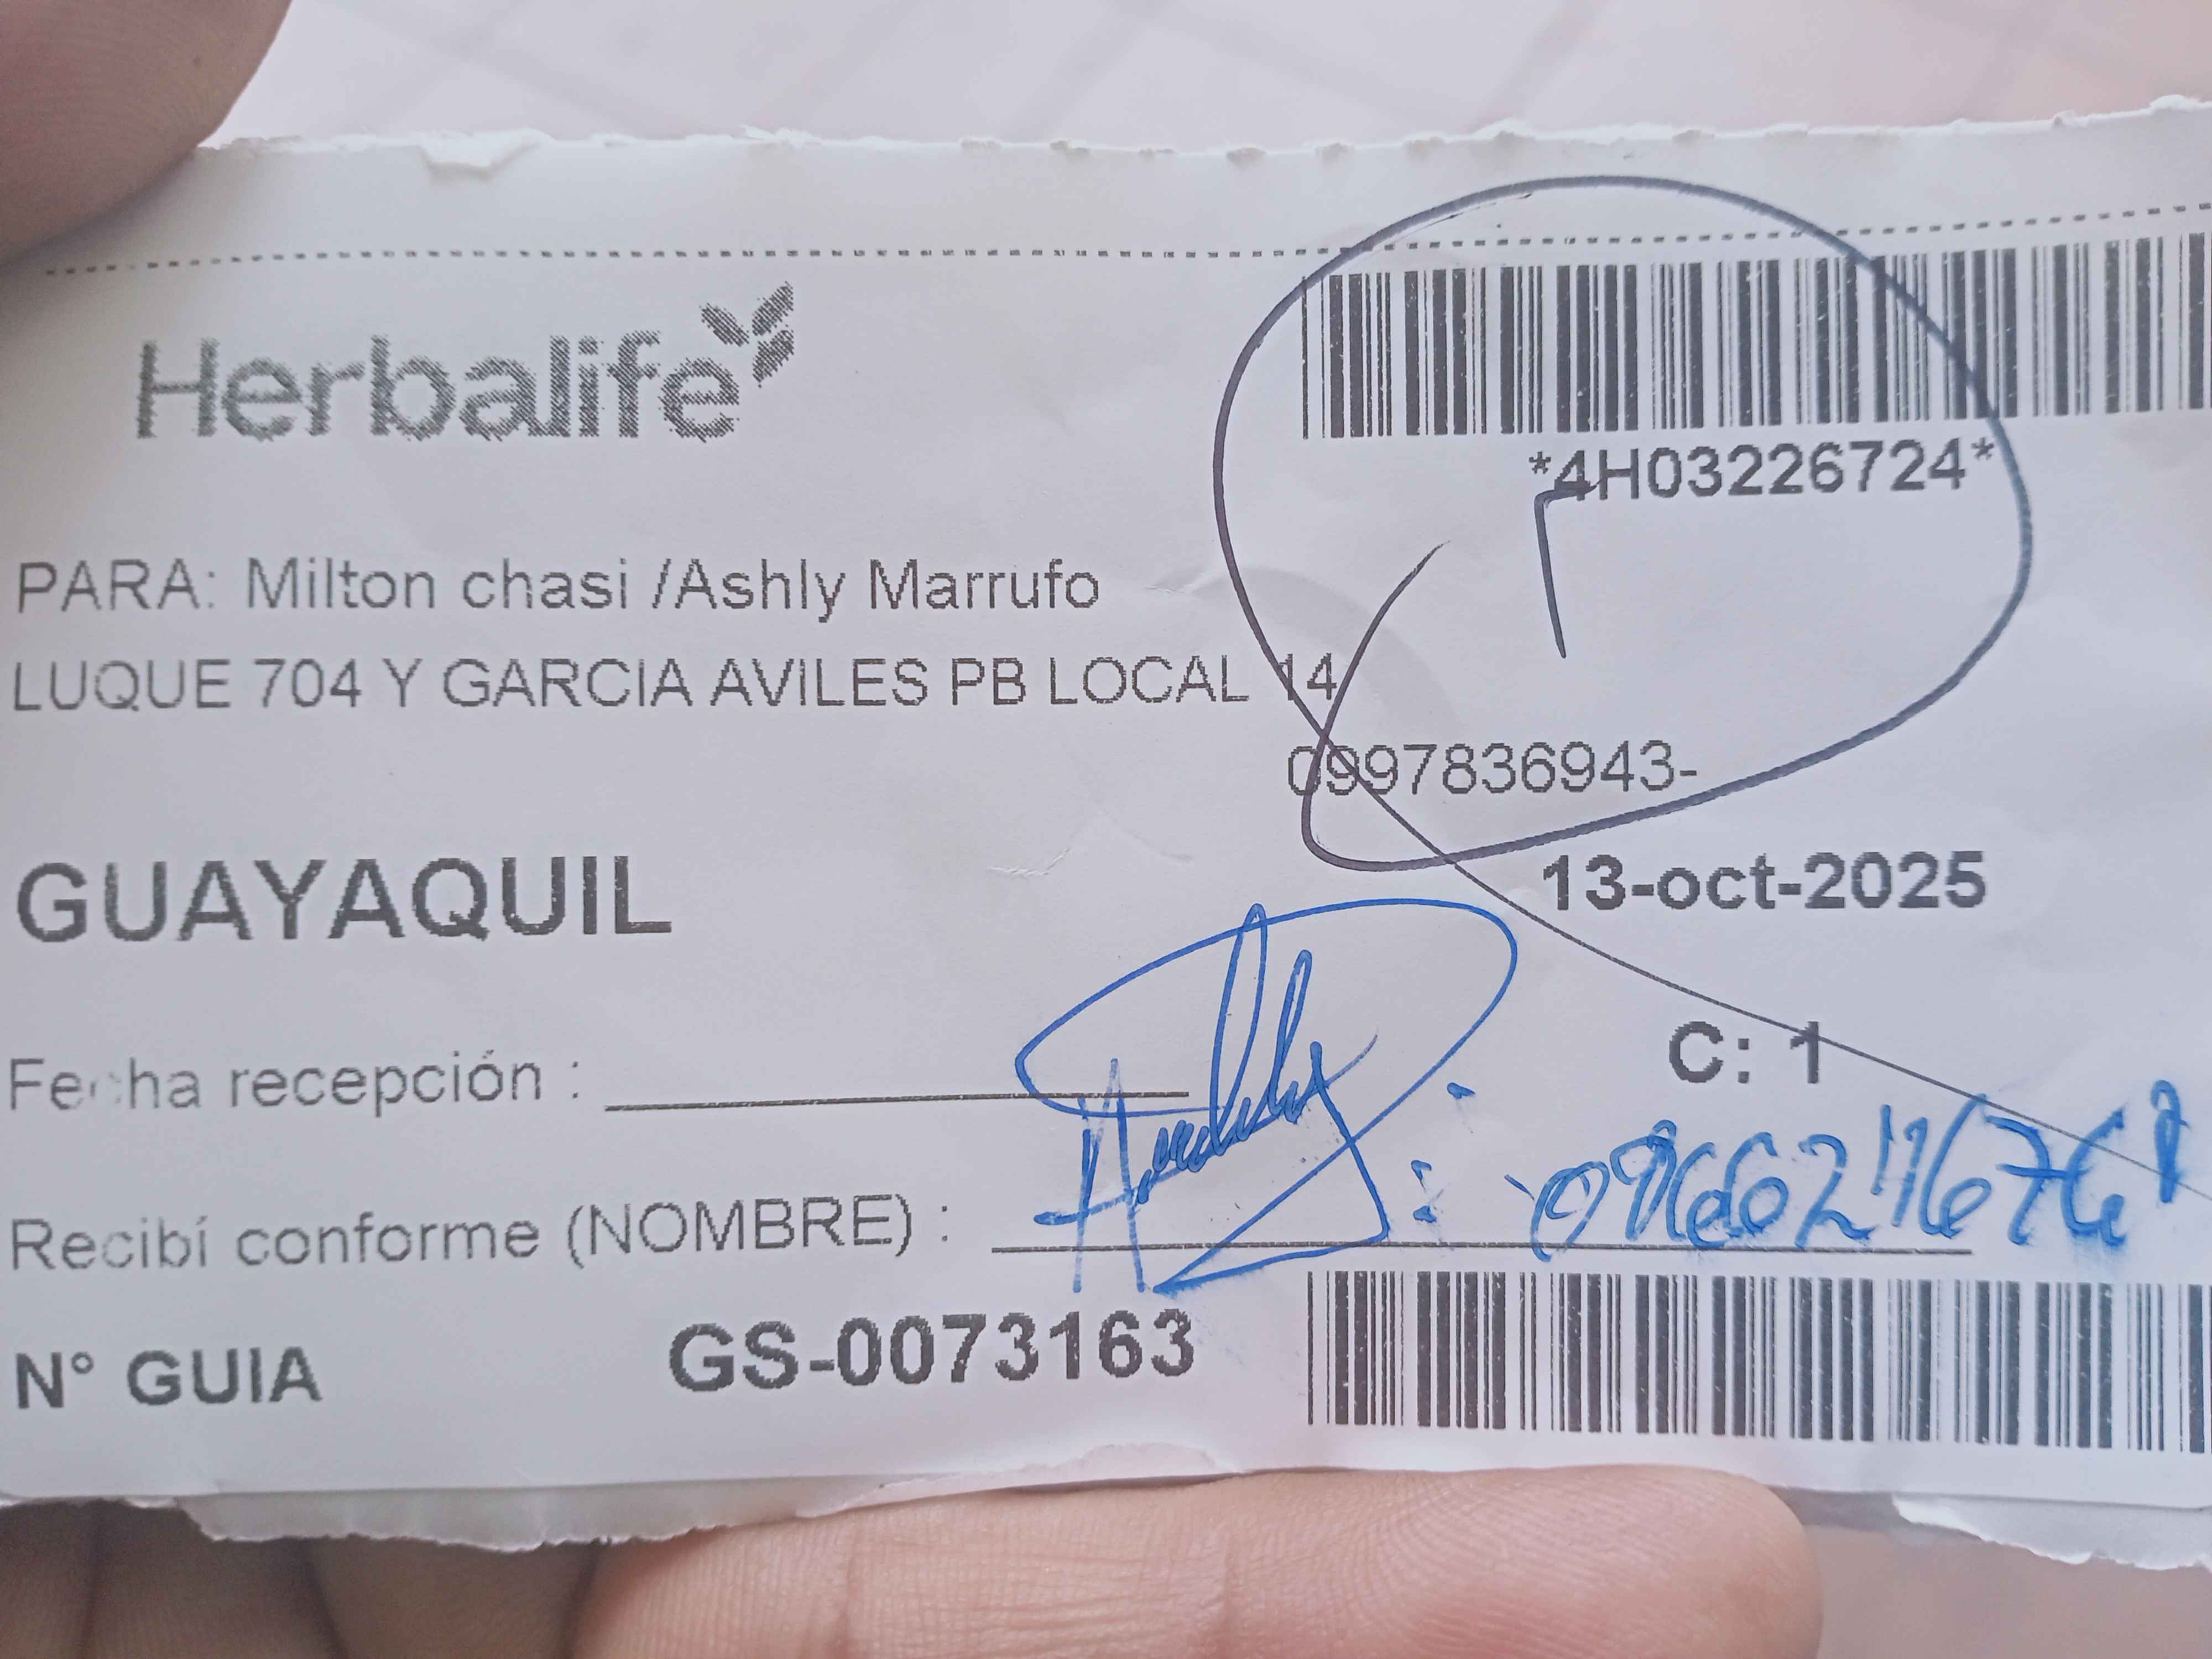 Herbalife
*4H03226724*
PARA: Milton chasi /Ashly Marrufo
LUQUE 704 Y GARCIA AVILES PB LOCAL 14
0997836943-
GUAYAQUIL
13-oct-2025
C: 1
Fecha recepción :
Recibí conforme (NOMBRE) :
N° GUIA GS-0073163